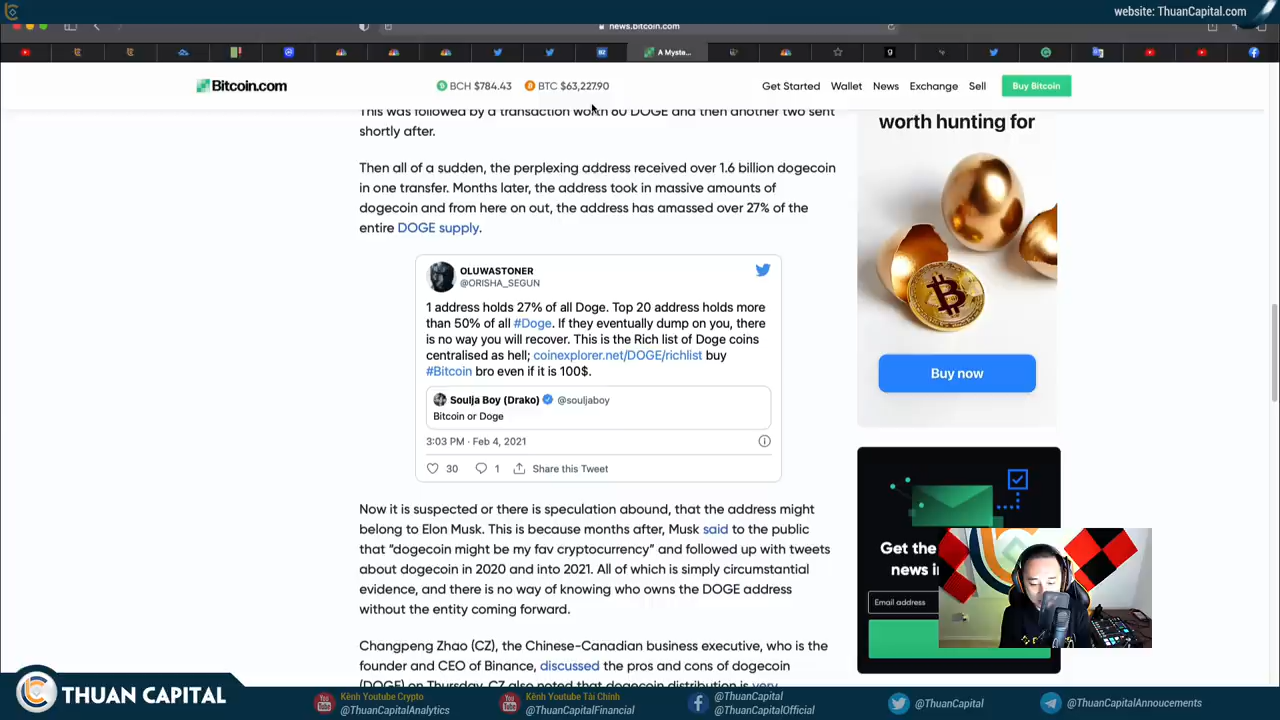 website: ThuanCapital.com
news.bitcoin.com
A Myste...
Bitcoin.com
BCH $784.43
BTC $63,227.90
Get Started
Wallet
News
Exchange
Sell
Buy Bitcoin
This was followed by a transaction worth 80 DOGE and then another two sent
shortly after.
Then all of a sudden, the perplexing address received over 1.6 billion dogecoin
in one transfer. Months later, the address took in massive amounts of
dogecoin and from here on out, the address has amassed over 27% of the
entire DOGE supply.
OLUWASTONER
@ORISHA_SEGUN
1 address holds 27% of all Doge. Top 20 address holds more
than 50% of all #Doge. If they eventually dump on you, there
is no way you will recover. This is the Rich list of Doge coins
centralised as hell; coinexplorer.net/DOGE/richlist buy
#Bitcoin bro even if it is 100$.
Soulja Boy (Drako) @souljaboy
Bitcoin or Doge
3:03 PM · Feb 4, 2021
30
1
Share this Tweet
Now it is suspected or there is speculation abound, that the address might
belong to Elon Musk. This is because months after, Musk said to the public
that “dogecoin might be my fav cryptocurrency” and followed up with tweets
about dogecoin in 2020 and into 2021. All of which is simply circumstantial
evidence, and there is no way of knowing who owns the DOGE address
without the entity coming forward.
Changpeng Zhao (CZ), the Chinese-Canadian business executive, who is the
founder and CEO of Binance, discussed the pros and cons of dogecoin
(DOGE) on Thursday. CZ also noted that dogecoin distribution is very
worth hunting for
Buy now
Get the
news i
Email address
THUAN CAPITAL
Kênh Youtube Crypto
@ThuanCapitalAnalytics
Kênh Youtube Tài Chính
@ThuanCapitalFinancial
@ThuanCapital
@ThuanCapitalOfficial
@ThuanCapital
@ThuanCapitalAnnoucements